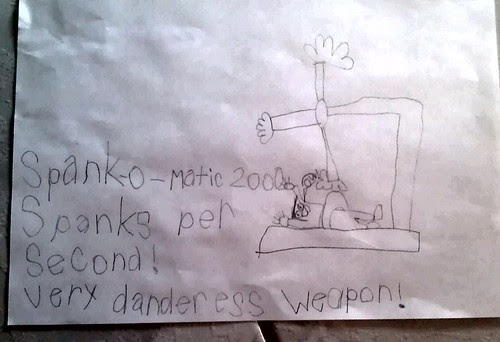 Spank-o-matic 2000
Spanks per
Second!
very danderess weapon!